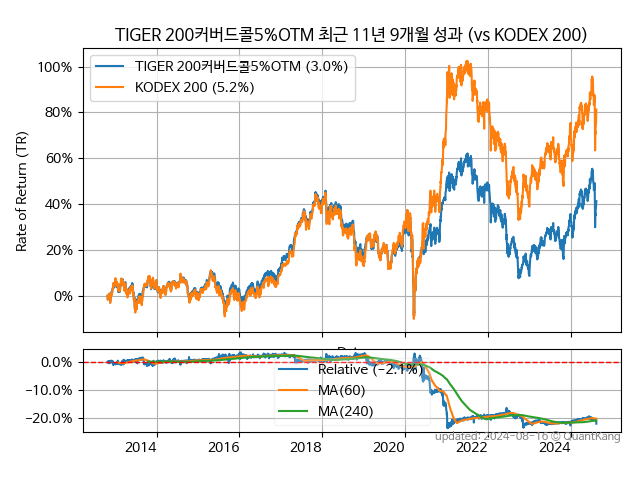 TIGER 200커버드콜5%OTM 최근 11년 9개월 성과 (vs KODEX 200)
TIGER 200커버드콜5%OTM (3.0%)
KODEX 200 (5.2%)
Rate of Return (TR)
100%
80%
60%
40%
20%
0%
0.0%
-10.0%
-20.0%
Relative (-2.1%)
MA(60)
MA(240)
2014
2016
2018
2020
2022
2024
updated: 2024-08-16 © QuantKang